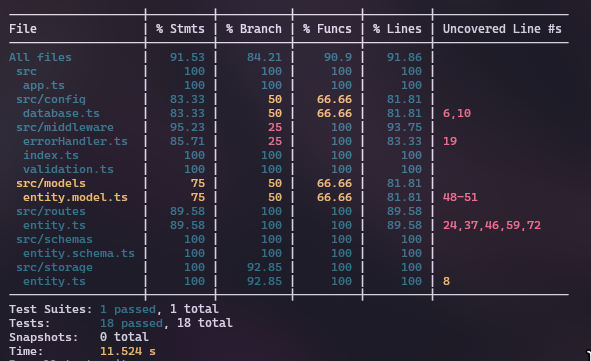 File | % Stmts | % Branch | % Funcs | % Lines | Uncovered Line #s
All files | 91.53 | 84.21 | 90.9 | 91.86 |
src | 100 | 100 | 100 | 100 |
app.ts | 100 | 100 | 100 | 100 |
src/config | 83.33 | 50 | 66.66 | 81.81 |
database.ts | 83.33 | 50 | 66.66 | 81.81 | 6,10
src/middleware | 95.23 | 25 | 100 | 93.75 |
errorHandler.ts | 85.71 | 25 | 100 | 83.33 | 19
index.ts | 100 | 100 | 100 | 100 |
validation.ts | 100 | 100 | 100 | 100 |
src/models | 75 | 50 | 66.66 | 81.81 |
entity.model.ts | 75 | 50 | 66.66 | 81.81 | 48-51
src/routes | 89.58 | 100 | 100 | 89.58 |
entity.ts | 89.58 | 100 | 100 | 89.58 | 24,37,46,59,72
src/schemas | 100 | 100 | 100 | 100 |
entity.schema.ts | 100 | 100 | 100 | 100 |
src/storage | 100 | 92.85 | 100 | 100 |
entity.ts | 100 | 92.85 | 100 | 100 | 8
Test Suites: 1 passed, 1 total
Tests: 18 passed, 18 total
Snapshots: 0 total
Time: 11.524 s